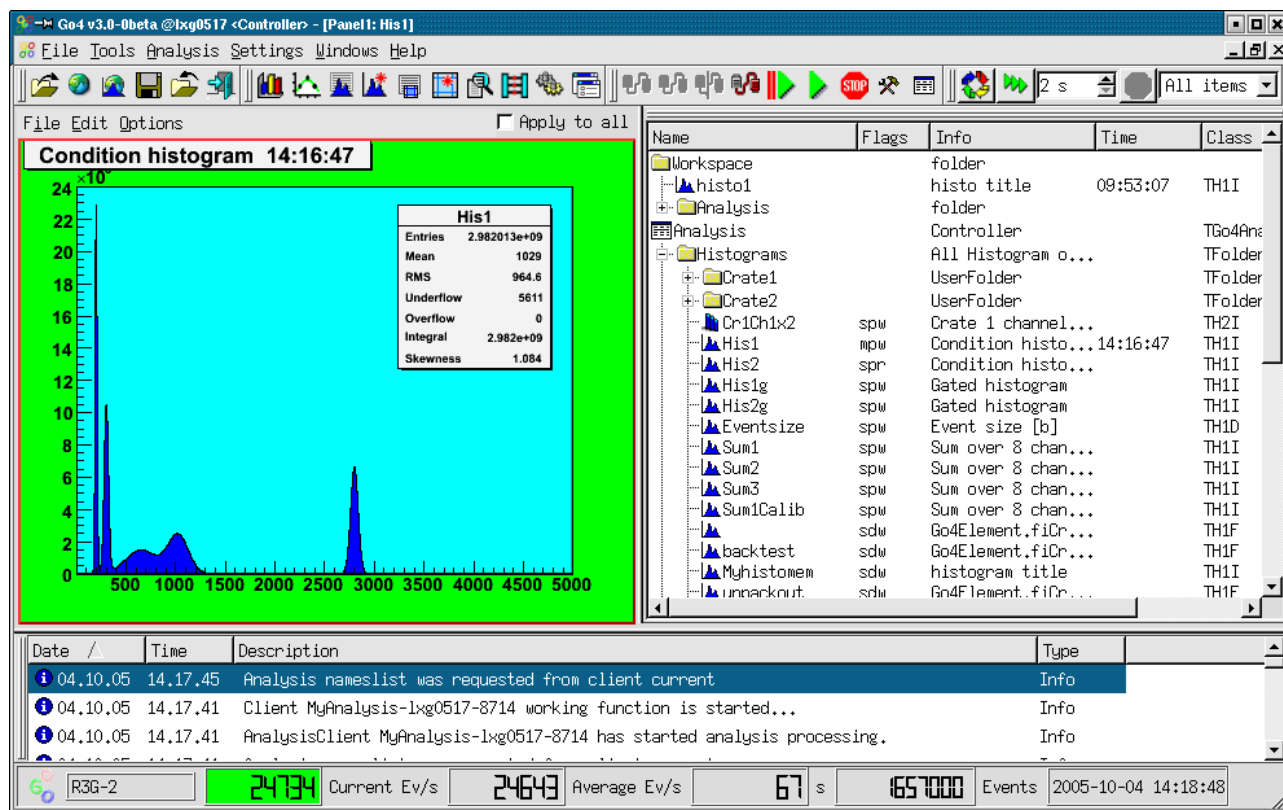 Go4 v3.0-0beta @lxg0517 <Controller> - [Panel1: His1]
File Tools Analysis Settings Windows Help
STOP 2 s All items
File Edit Options Apply to all
Condition histogram 14:16:47
24
22
20
18
16
14
12
10
8
6
4
2
0
500 1000 1500 2000 2500 3000 3500 4000 4500 5000
His1
Entries 2.982013e+09
Mean 1029
RMS 964.6
Underflow 5611
Overflow 0
Integral 2.982e+09
Skewness 1.084
Name Flags Info Time Class
Workspace folder
histo1 histo title 09:53:07 TH1I
Analysis folder
Analysis Controller TGo4Ana
Histograms All Histogram o... TFolder
Crate1 UserFolder TFolder
Crate2 UserFolder TFolder
Cr1Ch1x2 spw Crate 1 channel... TH2I
His1 mpw Condition histo... 14:16:47 TH1I
His2 spr Condition histo... TH1I
His1g spw Gated histogram TH1I
His2g spw Gated histogram TH1I
Eventsize spw Event size [b] TH1D
Sum1 spw Sum over 8 chan... TH1I
Sum2 spw Sum over 8 chan... TH1I
Sum3 spw Sum over 8 chan... TH1I
Sum1Calib spw Sum over 8 chan... TH1I
sdw Go4Element.fiCr... TH1F
backtest sdw Go4Element.fiCr... TH1F
Myhistomem sdw histogram title TH1I
unpackout sdw Go4Element.fiCr... TH1F
Date Time Description Type
04.10.05 14.17.45 Analysis nameslist was requested from client current Info
04.10.05 14.17.41 Client MyAnalysis-lxg0517-8714 working function is started... Info
04.10.05 14.17.41 AnalysisClient MyAnalysis-lxg0517-8714 has started analysis processing. Info
R3G-2 24734 Current Ev/s 24643 Average Ev/s 67 s 1657000 Events 2005-10-04 14:18:48